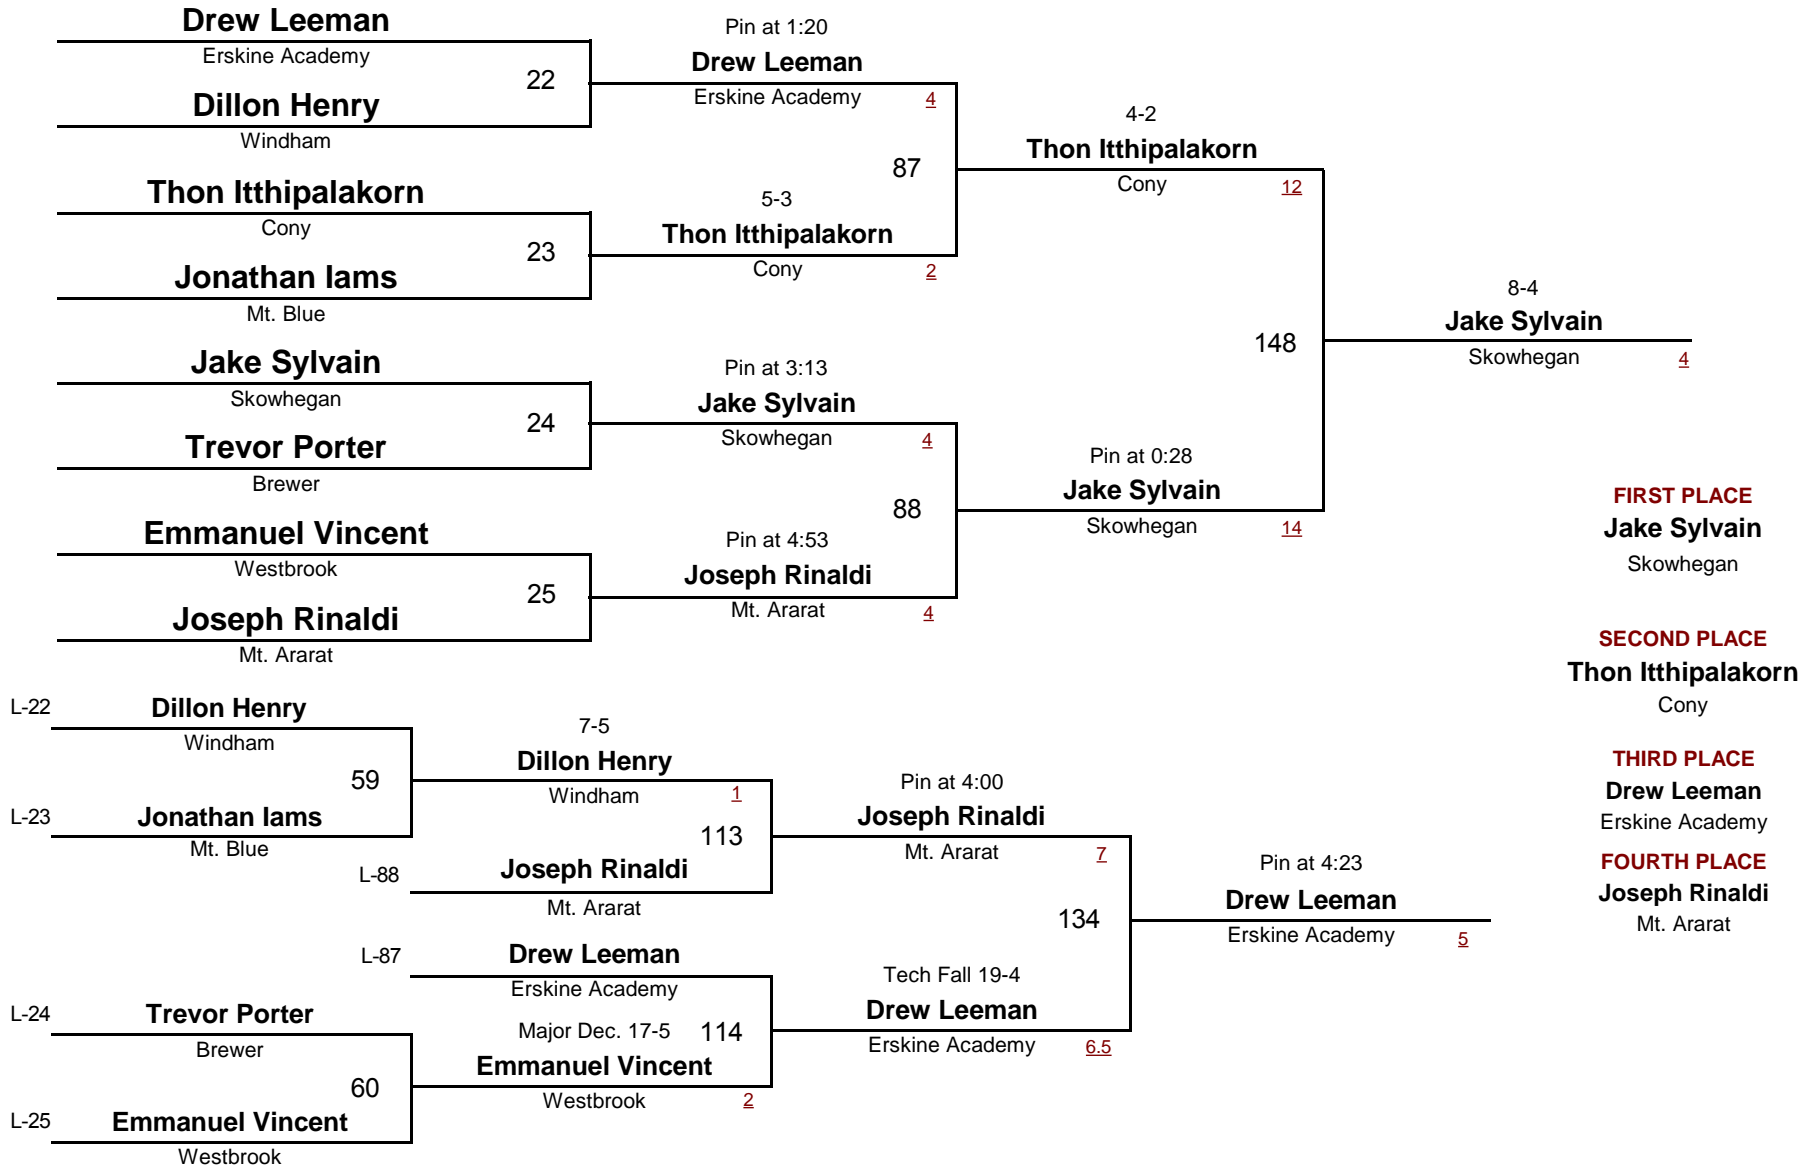 Drew Leeman
Erskine Academy
22
Dillon Henry
Windham
Thon Itthipalakorn
Cony
23
Jonathan Iams
Mt. Blue
Jake Sylvain
Skowhegan
24
Trevor Porter
Brewer
Emmanuel Vincent
Westbrook
25
Joseph Rinaldi
Mt. Ararat
Pin at 1:20
Drew Leeman
Erskine Academy
4
87
5-3
Thon Itthipalakorn
Cony
2
Pin at 3:13
Jake Sylvain
Skowhegan
4
88
Pin at 4:53
Joseph Rinaldi
Mt. Ararat
4
4-2
Thon Itthipalakorn
Cony
12
148
Pin at 0:28
Jake Sylvain
Skowhegan
14
8-4
Jake Sylvain
Skowhegan
4
FIRST PLACE
Jake Sylvain
Skowhegan
SECOND PLACE
Thon Itthipalakorn
Cony
THIRD PLACE
Drew Leeman
Erskine Academy
FOURTH PLACE
Joseph Rinaldi
Mt. Ararat
L-22
Dillon Henry
Windham
59
L-23
Jonathan Iams
Mt. Blue
7-5
Dillon Henry
Windham
1
113
L-88
Joseph Rinaldi
Mt. Ararat
L-87
Drew Leeman
Erskine Academy
L-24
Trevor Porter
Brewer
60
L-25
Emmanuel Vincent
Westbrook
Major Dec. 17-5
114
Emmanuel Vincent
Westbrook
2
Pin at 4:00
Joseph Rinaldi
Mt. Ararat
7
134
Tech Fall 19-4
Drew Leeman
Erskine Academy
6.5
Pin at 4:23
Drew Leeman
Erskine Academy
5